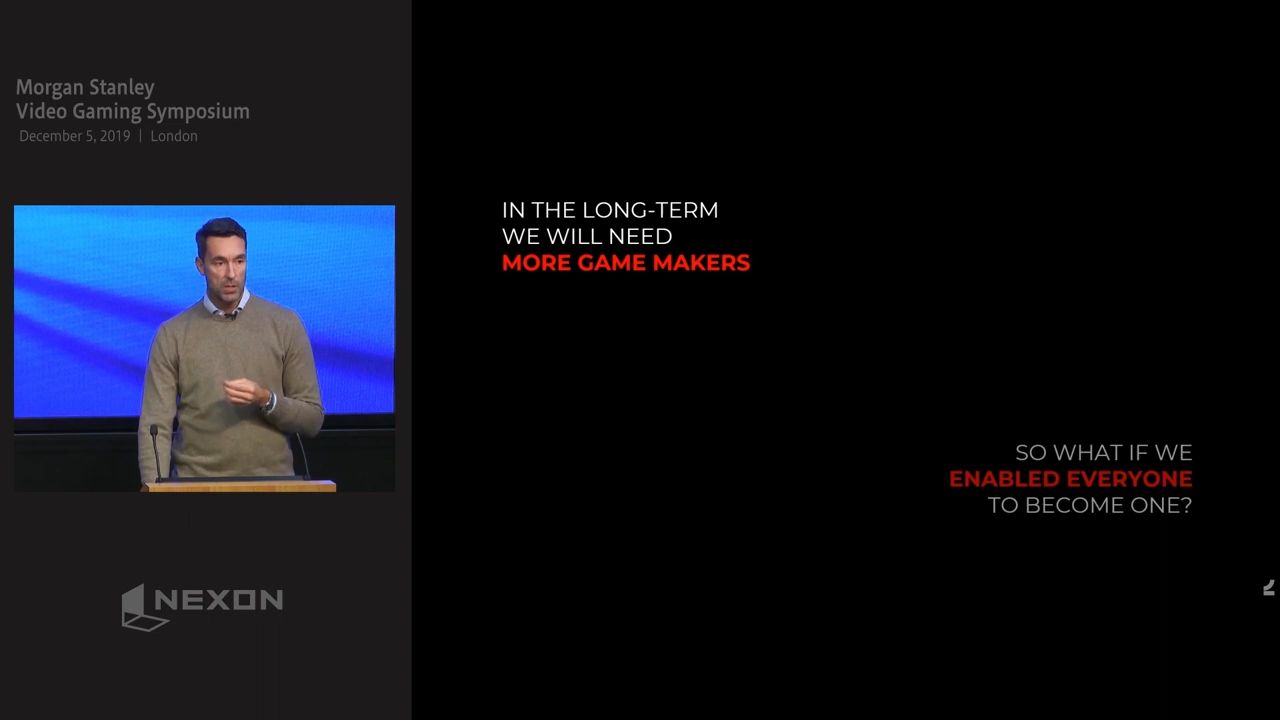 Morgan Stanley
Video Gaming Symposium
December 5, 2019 | London
IN THE LONG-TERM
WE WILL NEED
MORE GAME MAKERS
SO WHAT IF WE
ENABLED EVERYONE
TO BECOME ONE?
NEXON